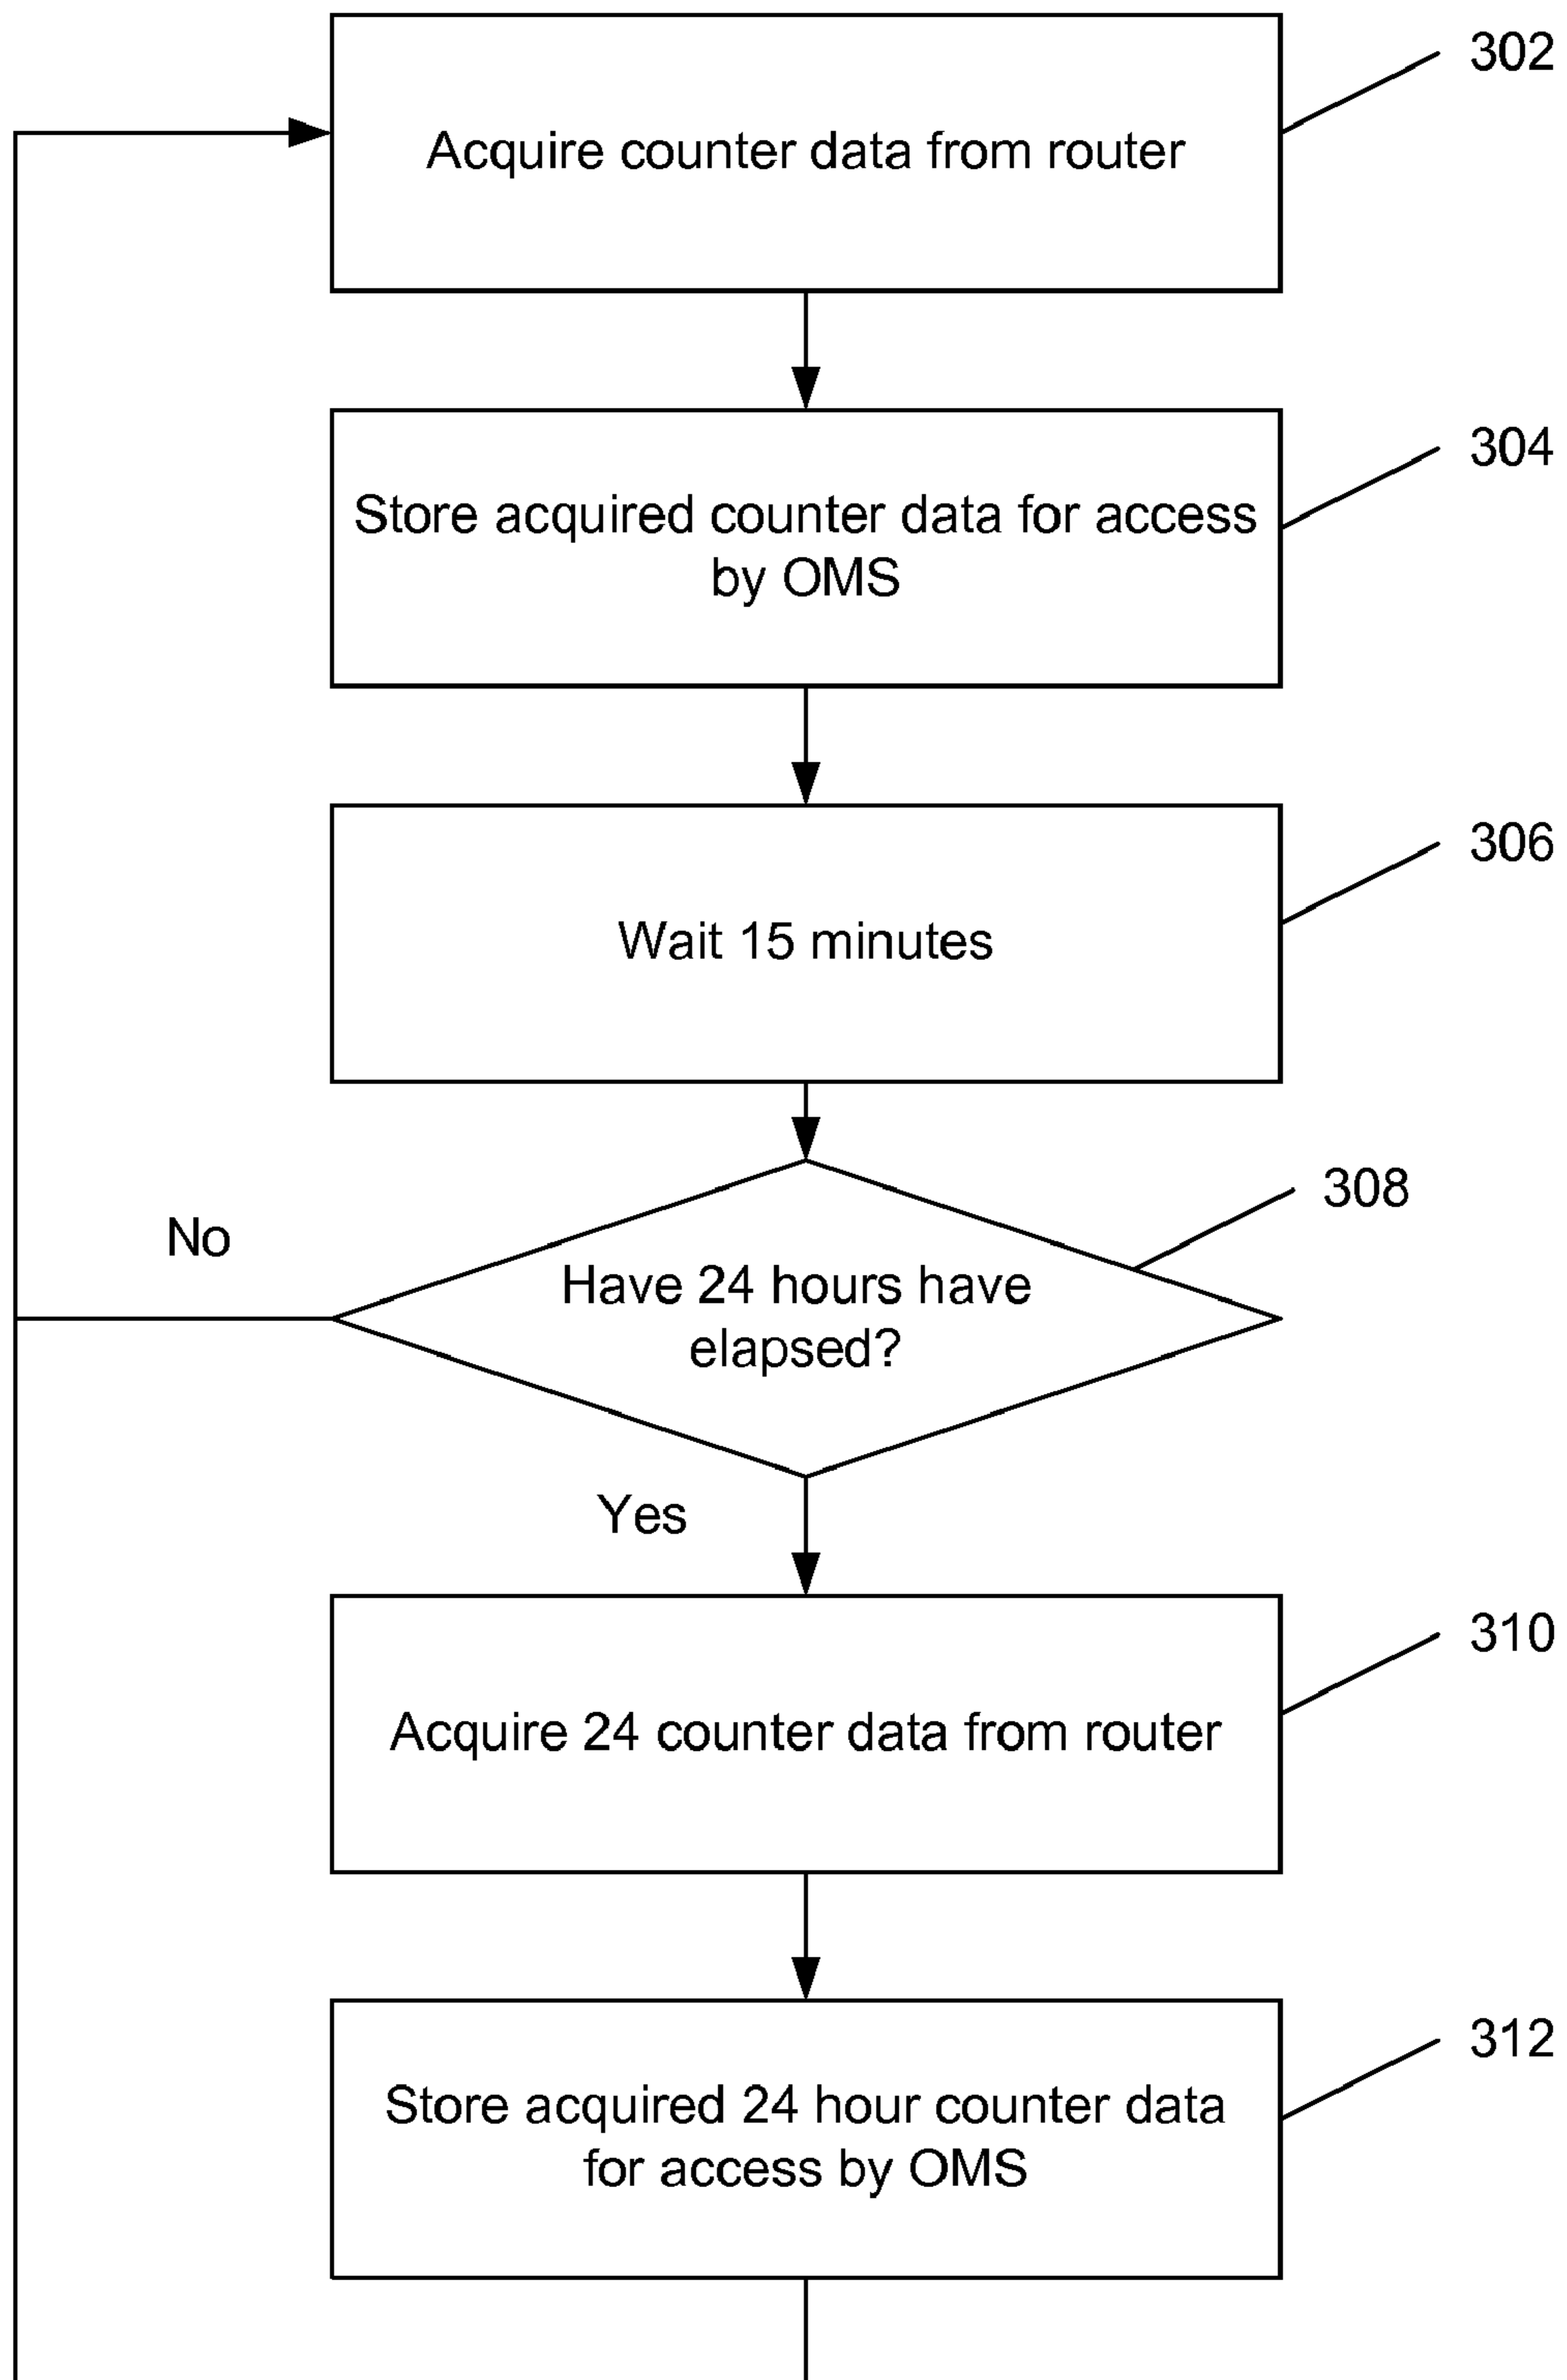 302
Acquire counter data from router
304
Store acquired counter data for access
by OMS
306
Wait 15 minutes
308
No
Have 24 hours have
elapsed?
Yes
310
Acquire 24 counter data from router
312
Store acquired 24 hour counter data
for access by OMS